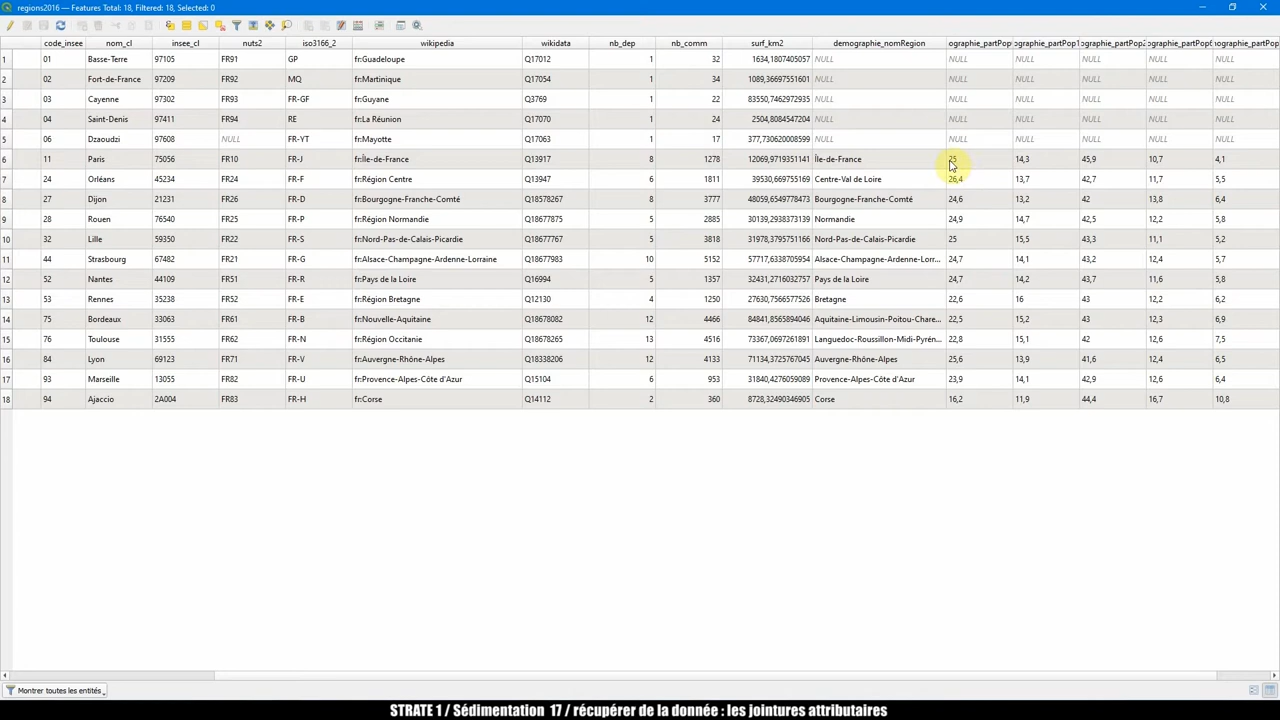 regions2016 — Features Total: 18, Filtered: 18, Selected: 0
code_insee nom_cl insee_cl nuts2 iso3166_2 wikipedia wikidata nb_dep nb_comm surf_km2 demographie_nomRegion ographie_partPop ographie_partPop1 ographie_partPop2 ographie_partPop ographie_partPop
1 01 Basse-Terre 97105 FR91 GP fr:Guadeloupe Q17012 1 32 1634,1807405057 NULL NULL NULL NULL NULL NULL
2 02 Fort-de-France 97209 FR92 MQ fr:Martinique Q17054 1 34 1089,36697551601 NULL NULL NULL NULL NULL NULL
3 03 Cayenne 97302 FR93 FR-GF fr:Guyane Q3769 1 22 83550,7462972935 NULL NULL NULL NULL NULL NULL
4 04 Saint-Denis 97411 FR94 RE fr:La Réunion Q17070 1 24 2504,8084547204 NULL NULL NULL NULL NULL NULL
5 06 Dzaoudzi 97608 NULL FR-YT fr:Mayotte Q17063 1 17 377,730620008599 NULL NULL NULL NULL NULL NULL
6 11 Paris 75056 FR10 FR-J fr:Île-de-France Q13917 8 1278 12069,9719351141 Île-de-France 25 14,3 45,9 10,7 4,1
7 24 Orléans 45234 FR24 FR-F fr:Région Centre Q13947 6 1811 39530,669755169 Centre-Val de Loire 26,4 13,7 42,7 11,7 5,5
8 27 Dijon 21231 FR26 FR-D fr:Bourgogne-Franche-Comté Q18578267 8 3777 48059,6549778473 Bourgogne-Franche-Comté 24,6 13,2 42 13,8 6,4
9 28 Rouen 76540 FR25 FR-P fr:Région Normandie Q18677875 5 2885 30139,2938373139 Normandie 24,9 14,7 42,5 12,2 5,8
10 32 Lille 59350 FR22 FR-S fr:Nord-Pas-de-Calais-Picardie Q18677767 5 3818 31978,3795751166 Nord-Pas-de-Calais-Picardie 25 15,5 43,3 11,1 5,2
11 44 Strasbourg 67482 FR21 FR-G fr:Alsace-Champagne-Ardenne-Lorraine Q18677983 10 5152 57717,6338705954 Alsace-Champagne-Ardenne-Lorr... 24,7 14,1 43,2 12,4 5,7
12 52 Nantes 44109 FR51 FR-R fr:Pays de la Loire Q16994 5 1357 32431,2716032757 Pays de la Loire 24,7 14,2 43,7 11,6 5,8
13 53 Rennes 35238 FR52 FR-E fr:Région Bretagne Q12130 4 1250 27630,7566577526 Bretagne 22,6 16 43 12,2 6,2
14 75 Bordeaux 33063 FR61 FR-B fr:Nouvelle-Aquitaine Q18678082 12 4466 84841,8565894046 Aquitaine-Limousin-Poitou-Chare... 22,5 15,2 43 12,3 6,9
15 76 Toulouse 31555 FR62 FR-N fr:Région Occitanie Q18678265 13 4516 73367,0697261891 Languedoc-Roussillon-Midi-Pyrén... 22,8 15,1 42 12,6 7,5
16 84 Lyon 69123 FR71 FR-V fr:Auvergne-Rhône-Alpes Q18338206 12 4133 71134,3725767045 Auvergne-Rhône-Alpes 25,6 13,9 41,6 12,4 6,5
17 93 Marseille 13055 FR82 FR-U fr:Provence-Alpes-Côte d'Azur Q15104 6 953 31840,4276059089 Provence-Alpes-Côte d'Azur 23,9 14,1 42,9 12,6 6,4
18 94 Ajaccio 2A004 FR83 FR-H fr:Corse Q14112 2 360 8728,32490346905 Corse 16,2 11,9 44,4 16,7 10,8
Montrer toutes les entités
STRATE 1 / Sédimentation 17 / récupérer de la donnée : les jointures attributaires